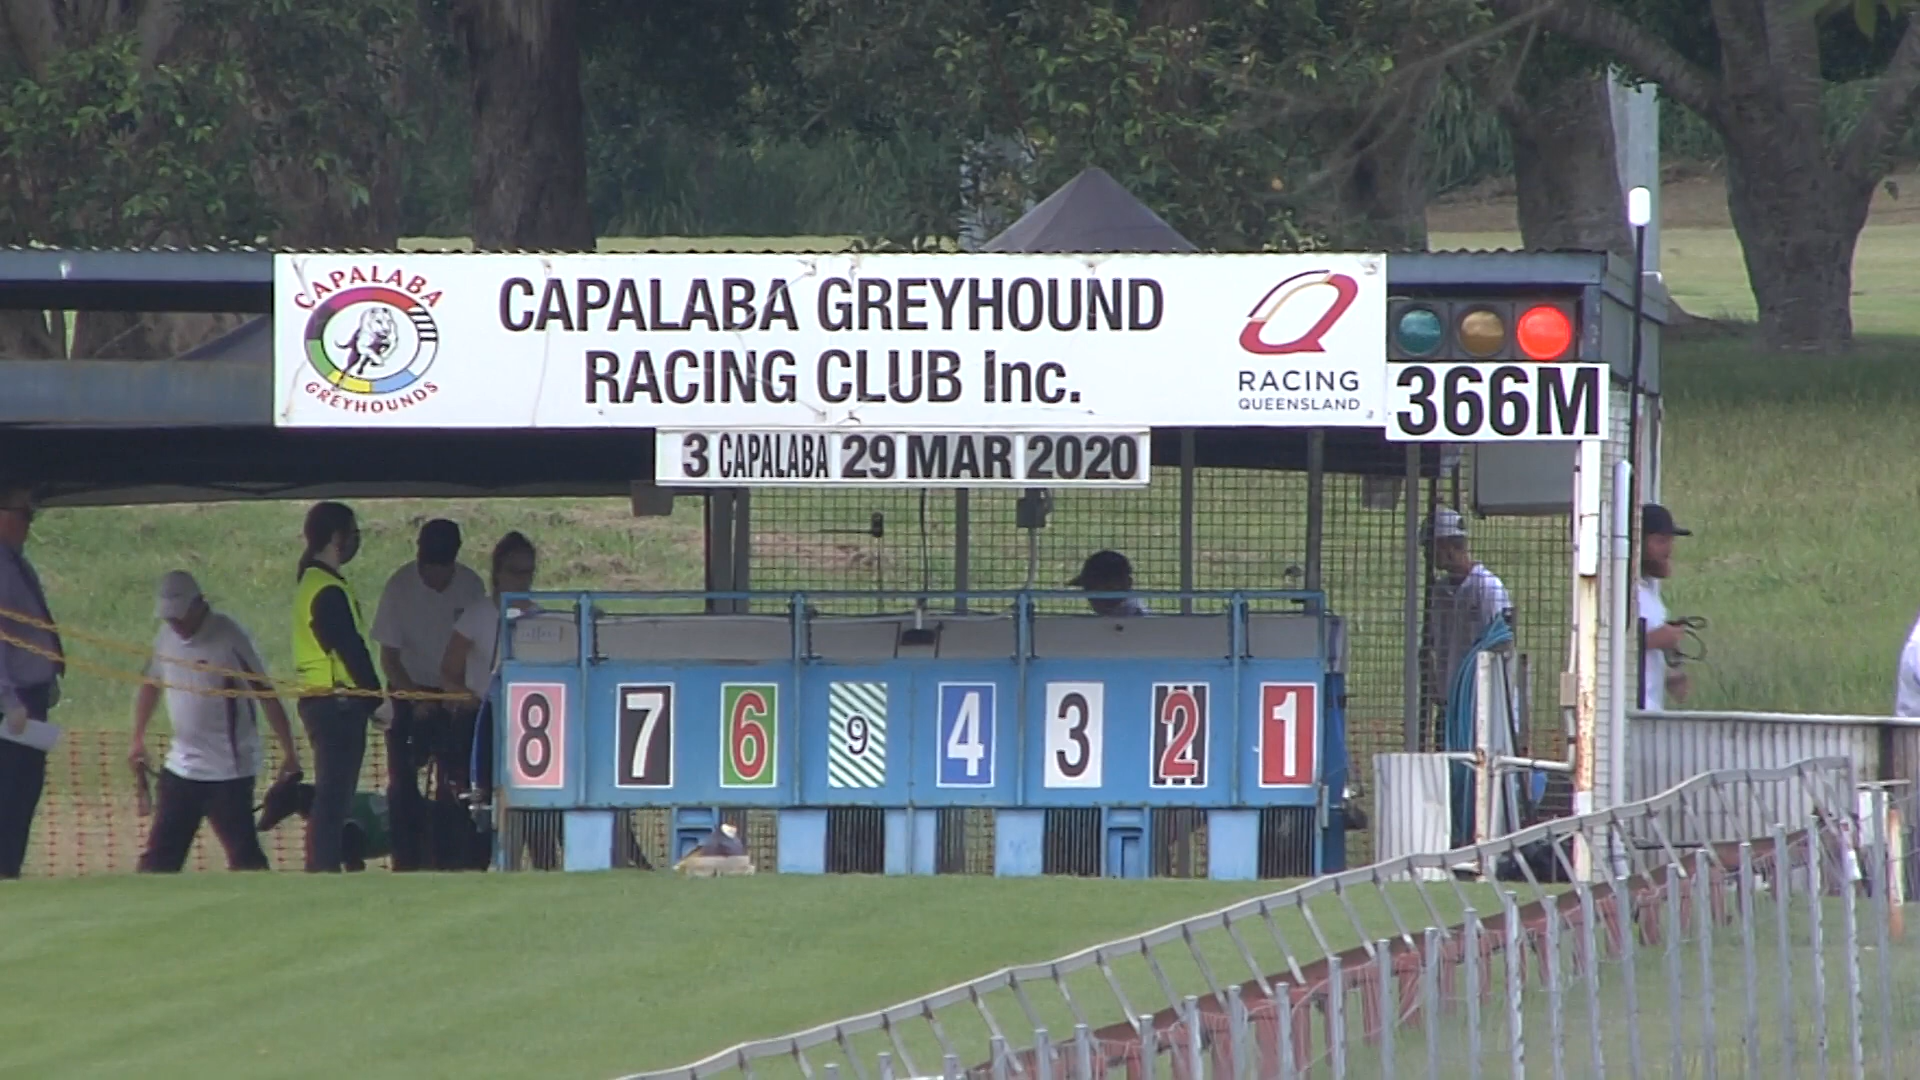 CAPALABA
GREYHOUNDS
CAPALABA GREYHOUND
RACING CLUB Inc.
RACING
QUEENSLAND
366M
3 CAPALABA 29 MAR 2020
8 7 6 9 4 3 2 1